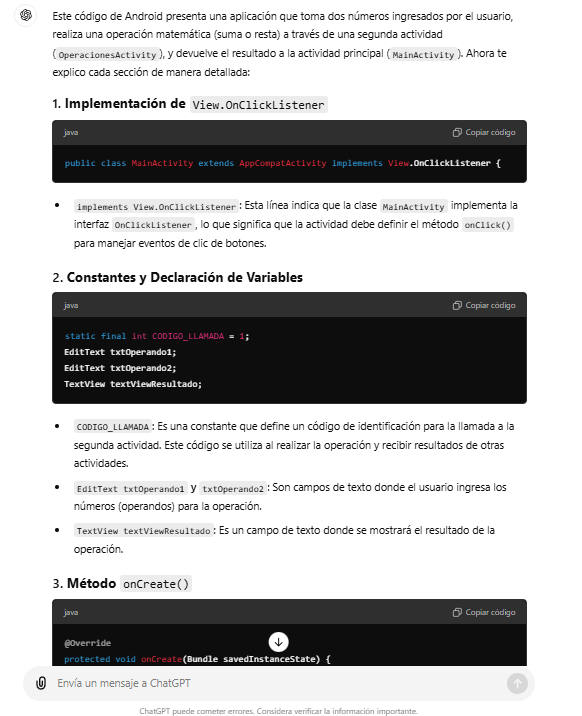 Este código de Android presenta una aplicación que toma dos números ingresados por el usuario,
realiza una operación matemática (suma o resta) a través de una segunda actividad
(OperacionesActivity), y devuelve el resultado a la actividad principal (MainActivity). Ahora te
explico cada sección de manera detallada:
1. Implementación de View.OnClickListener
java
Copiar código
public class MainActivity extends AppCompatActivity implements View.OnClickListener {
• implements View.OnClickListener: Esta línea indica que la clase MainActivity implementa la
interfaz OnClickListener, lo que significa que la actividad debe definir el método onClick()
para manejar eventos de clic de botones.
2. Constantes y Declaración de Variables
java
Copiar código
static final int CODIGO_LLAMADA = 1;
EditText txtOperando1;
EditText txtOperando2;
TextView textViewResultado;
• CODIGO_LLAMADA: Es una constante que define un código de identificación para la llamada a la
segunda actividad. Este código se utiliza al realizar la operación y recibir resultados de otras
actividades.
• EditText txtOperando1 y txtOperando2: Son campos de texto donde el usuario ingresa los
números (operandos) para la operación.
• TextView textViewResultado: Es un campo de texto donde se mostrará el resultado de la
operación.
3. Método onCreate()
java
Copiar código
@Override
protected void onCreate(Bundle savedInstanceState) {
Envía un mensaje a ChatGPT
ChatGPT puede cometer errores. Considera verificar la información importante.